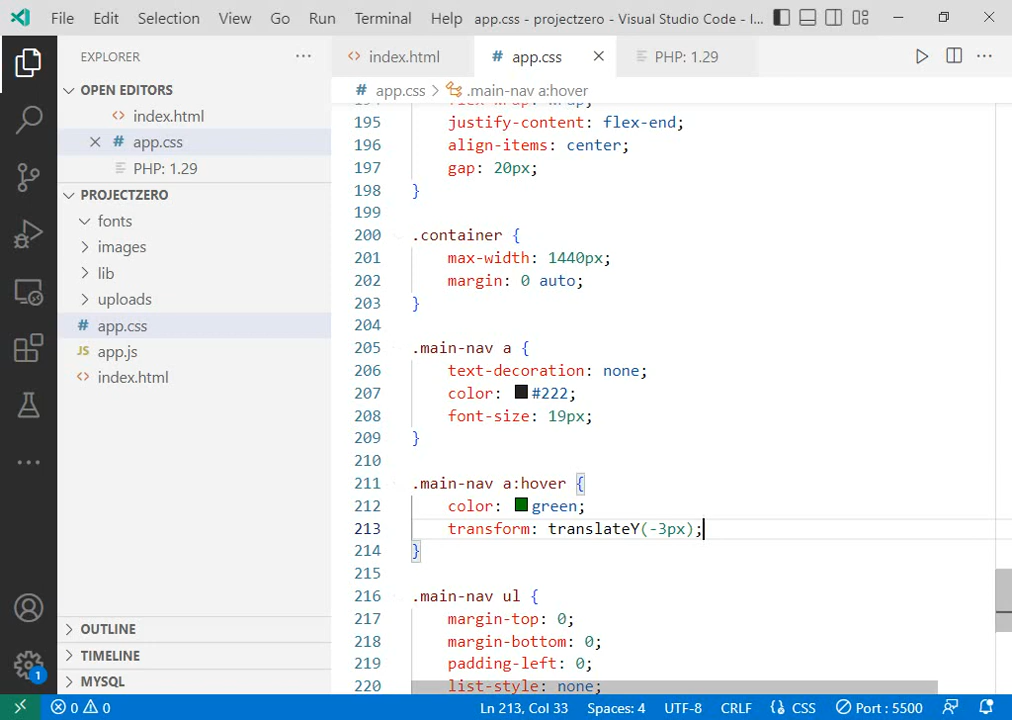 File Edit Selection View Go Run Terminal Help app.css - projectzero - Visual Studio Code - I...
EXPLORER
index.html
app.css
PHP: 1.29
OPEN EDITORS
index.html
app.css
PHP: 1.29
PROJECTZERO
fonts
images
lib
uploads
app.css
JS app.js
index.html
OUTLINE
TIMELINE
MYSQL
# app.css > .main-nav a:hover
flex-wrap: wrap;
195 justify-content: flex-end;
196 align-items: center;
197 gap: 20px;
198 }
199
200 .container {
201 max-width: 1440px;
202 margin: 0 auto;
203 }
204
205 .main-nav a {
206 text-decoration: none;
207 color: #222;
208 font-size: 19px;
209 }
210
211 .main-nav a:hover {
212 color: green;
213 transform: translateY(-3px);
214 }
215
216 .main-nav ul {
217 margin-top: 0;
218 margin-bottom: 0;
219 padding-left: 0;
220 list-style: none;
1
0 0 Ln 213, Col 33 Spaces: 4 UTF-8 CRLF {} CSS Port : 5500